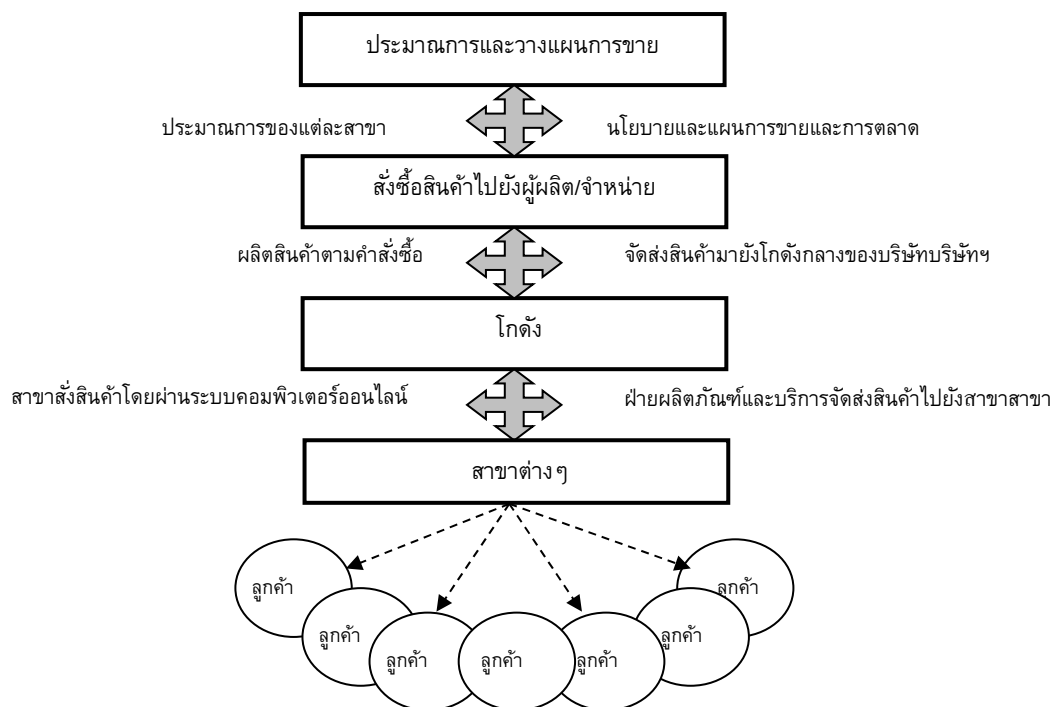 ประมาณการและวางแผนการขาย
ประมาณการของแต่ละสาขา
นโยบายและแผนการขายและการตลาด
สั่งซื้อสินค้าไปยังผู้ผลิต/จำหน่าย
ผลิตสินค้าตามคำสั่งซื้อ
จัดส่งสินค้ามายังโกดังกลางของบริษัทบริษัทฯ
โกดัง
สาขาสั่งสินค้าโดยผ่านระบบคอมพิวเตอร์ออนไลน์
ฝ่ายผลิตภัณฑ์และบริการจัดส่งสินค้าไปยังสาขาสาขา
สาขาต่างๆ
ลูกค้า
ลูกค้า
ลูกค้า
ลูกค้า
ลูกค้า
ลูกค้า
ลูกค้า